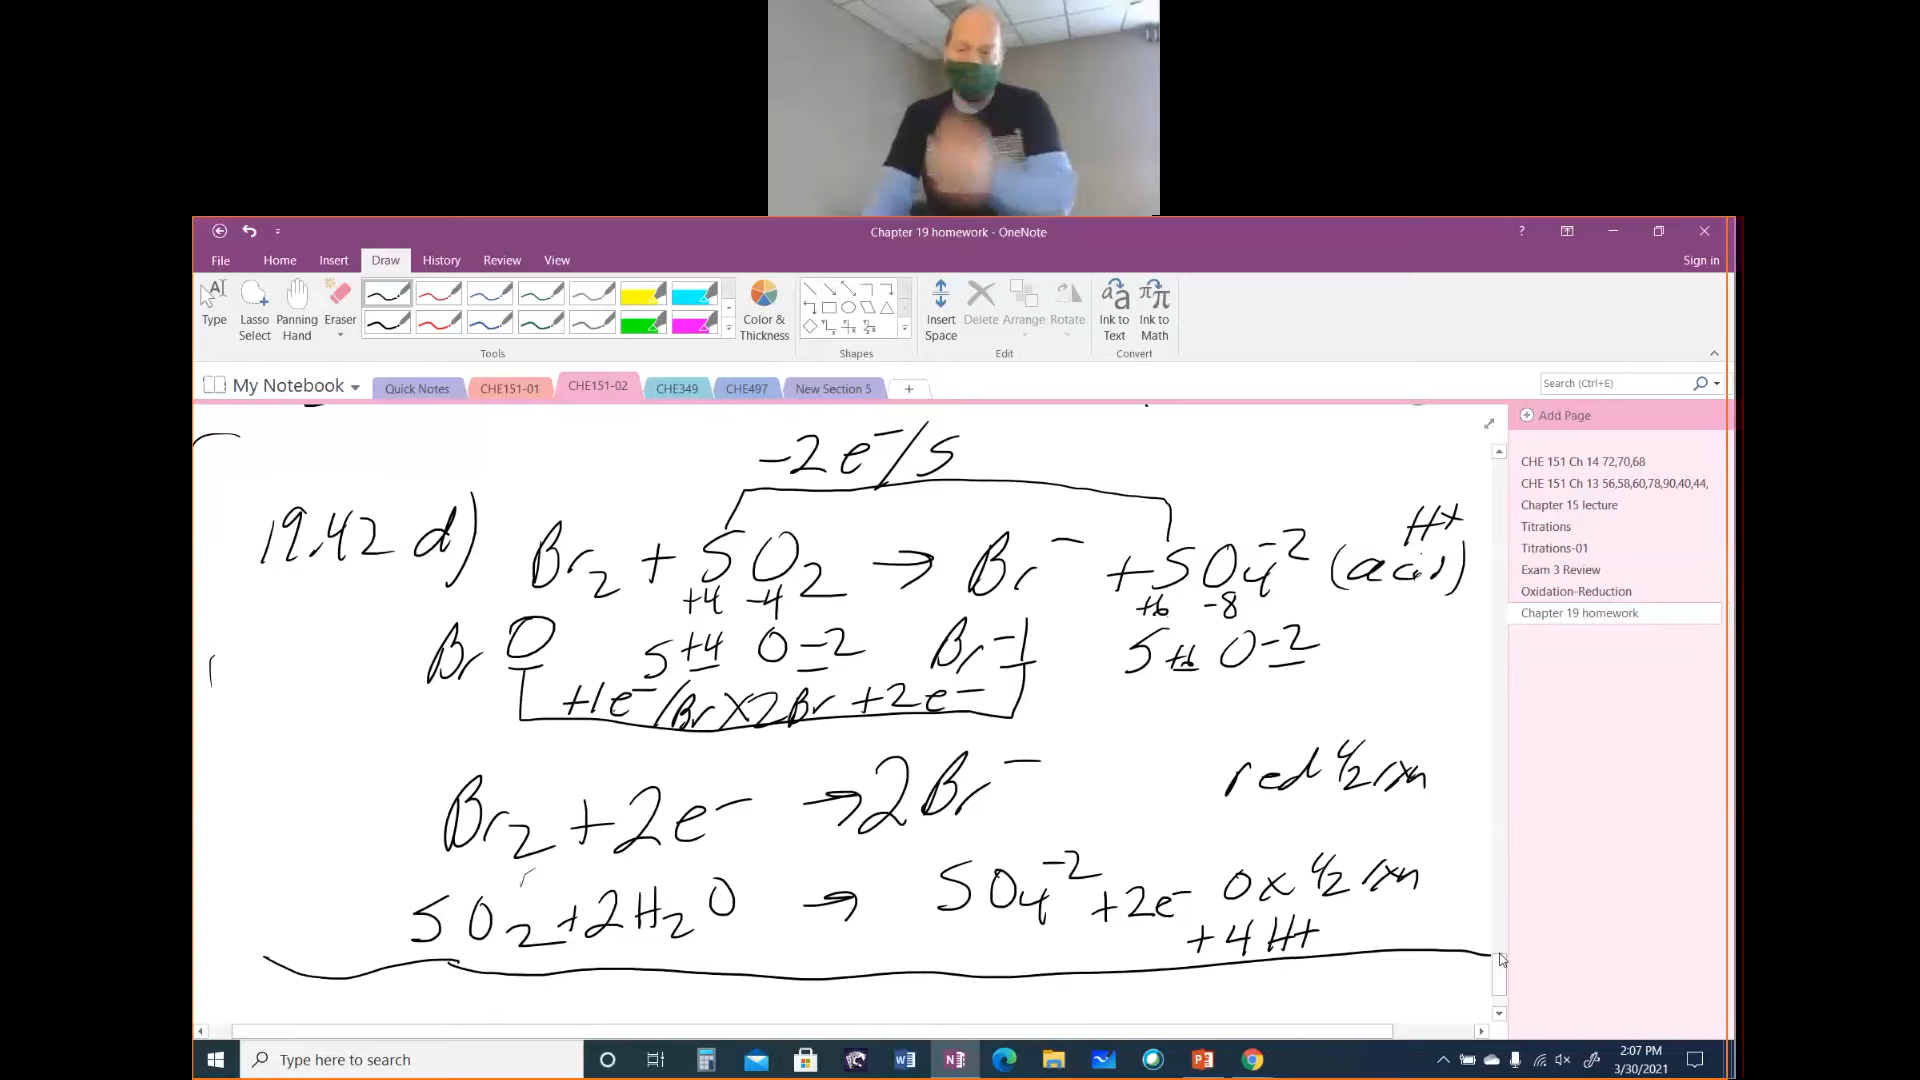 Chapter 19 homework - OneNote
File Home Insert Draw History Review View
Sign in
Type
Lasso Select
Panning Hand
Eraser
Color & Thickness
Insert Space
Delete Arrange Rotate
Ink to Text
Ink to Math
Tools Shapes Edit Convert
My Notebook Quick Notes CHE151-01 CHE151-02 CHE349 CHE497 New Section 5 +
Search (Ctrl+E)
Add Page
CHE 151 Ch 14 72,70,68
CHE 151 Ch 13 56,58,60,78,90,40,44,
Chapter 15 lecture
Titrations
Titrations-01
Exam 3 Review
Oxidation-Reduction
Chapter 19 homework
-2e⁻/S
H+
19.42 d) Br₂ + SO₂ → Br⁻ + SO₄⁻² (acid)
+4 -4 +6 -8
Br 0 S+4 O-2 Br-1 S+6 O-2
+1e⁻/Br×2Br +2e⁻
Br₂ + 2e⁻ → 2Br⁻ red 1/2 rxn
SO₂ + 2H₂O → SO₄⁻² + 2e⁻ Ox 1/2 rxn
+ 4H+
Type here to search
2:07 PM
3/30/2021